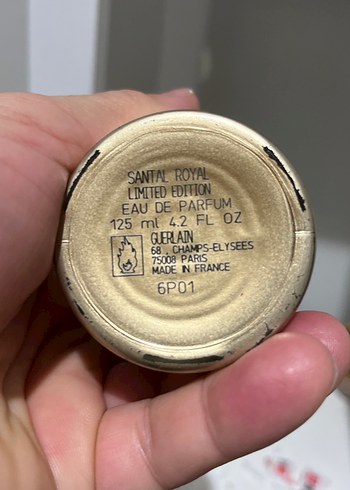 SANTAL ROYAL
LIMITED EDITION
EAU DE PARFUM
125 ml 4.2 FL OZ
GUERLAIN
68, CHAMPS-ELYSEES
75008 PARIS
MADE IN FRANCE
6P01